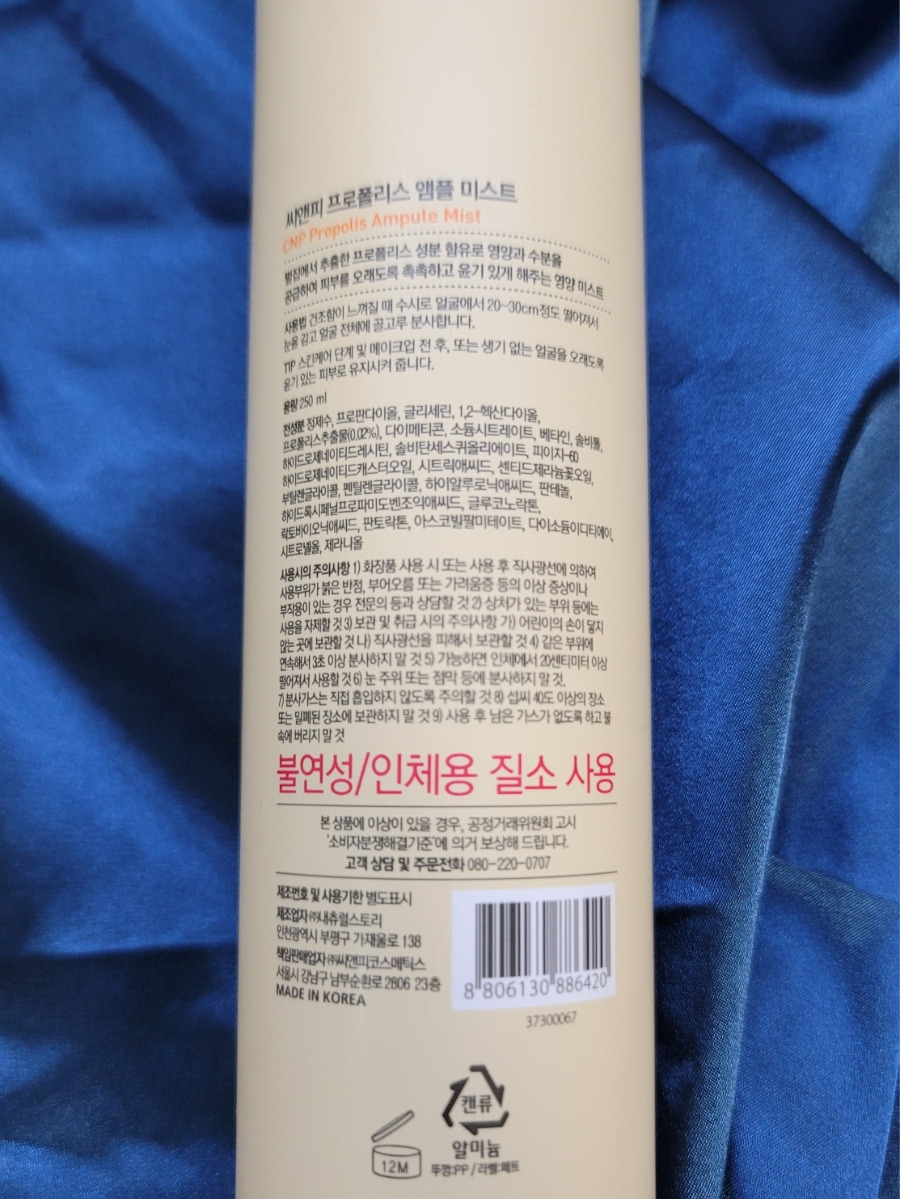 씨앤피 프로폴리스 앰플 미스트
CNP Propolis Ampule Mist
벌집에서 추출한 프로폴리스 성분 함유로 영양과 수분을
공급하여 피부를 오래도록 촉촉하고 윤기 있게 해주는 영양 미스트
사용법 건조함이 느껴질 때 수시로 얼굴에서 20~30cm정도 떨어져서
눈을 감고 얼굴 전체에 골고루 분사합니다.
TIP 스킨케어 단계 및 메이크업 전 후, 또는 생기 없는 얼굴을 오래도록
윤기 있는 피부로 유지시켜 줍니다.
용량 250 ml
전성분 정제수, 프로판다이올, 글리세린, 1,2-헥산다이올,
프로폴리스추출물(0.02%), 다이메티콘, 소듐시트레이트, 베타인, 솔비톨,
하이드로제네이티드레시틴, 솔비탄세스퀴올리에이트, 피이지-60
하이드로제네이티드캐스터오일, 시트릭애씨드, 센티드제라늄꽃오일,
부틸렌글라이콜, 펜틸렌글라이콜, 하이알루로닉애씨드, 판테놀,
하이드록시페닐프로파미도벤조익애씨드, 글루코노락톤,
락토바이오닉애씨드, 판토락톤, 아스코빌팔미테이트, 다이소듐이디티에이,
시트로넬올, 제라니올
사용시의 주의사항 1) 화장품 사용 시 또는 사용 후 직사광선에 의하여
사용부위가 붉은 반점, 부어오름 또는 가려움증 등의 이상 증상이나
부작용이 있는 경우 전문의 등과 상담할 것 2) 상처가 있는 부위 등에는
사용을 자제할 것 3) 보관 및 취급 시의 주의사항 가) 어린이의 손이 닿지
않는 곳에 보관할 것 나) 직사광선을 피해서 보관할 것 4) 같은 부위에
연속해서 3초 이상 분사하지 말 것 5) 가능하면 인체에서 20센티미터 이상
떨어져서 사용할 것 6) 눈 주위 또는 점막 등에 분사하지 말 것.
7) 분사가스는 직접 흡입하지 않도록 주의할 것 8) 섭씨 40도 이상의 장소
또는 밀폐된 장소에 보관하지 말 것 9) 사용 후 남은 가스가 없도록 하고 불
속에 버리지 말 것
불연성/인체용 질소 사용
본 상품에 이상이 있을 경우, 공정거래위원회 고시
'소비자분쟁해결기준'에 의거 보상해 드립니다.
고객 상담 및 주문전화 080-220-0707
제조번호 및 사용기한 별도표시
제조업자 ㈜내츄럴스토리
인천광역시 부평구 가재울로 138
책임판매업자 ㈜씨앤피코스메틱스
서울시 강남구 남부순환로 2806 23층
MADE IN KOREA
8 806130 886420
37300067
캔류
알미늄
뚜껑:PP / 라벨:페트
12M